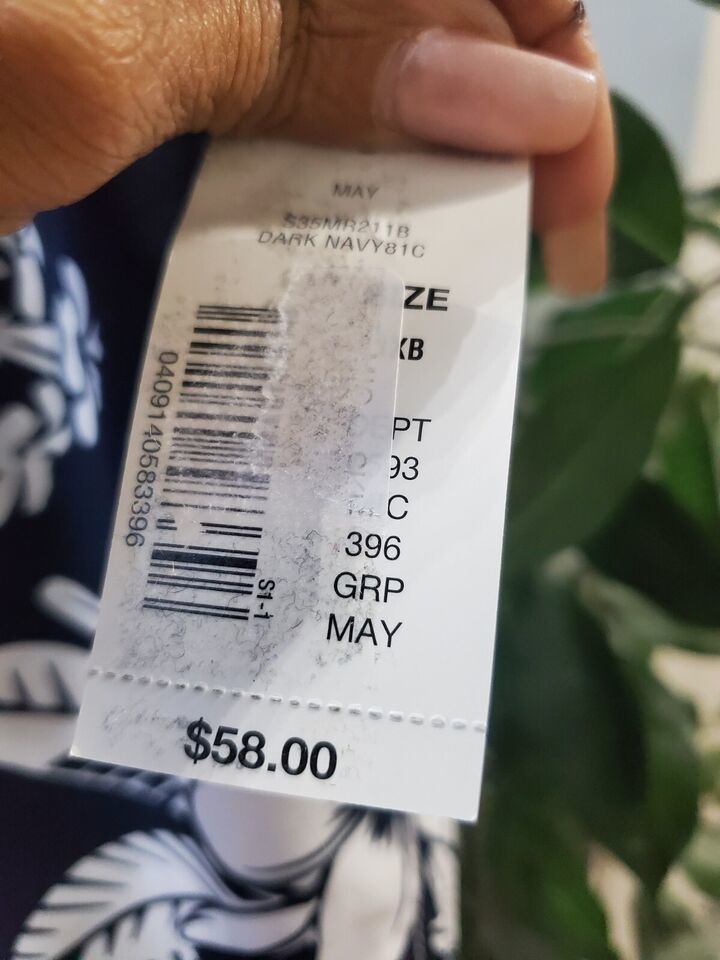 MAY
S35MR211B
DARK NAVY81C
ZE
XB
PT
93
C
396
GRP
MAY
0409140583396
S1-1
$58.00